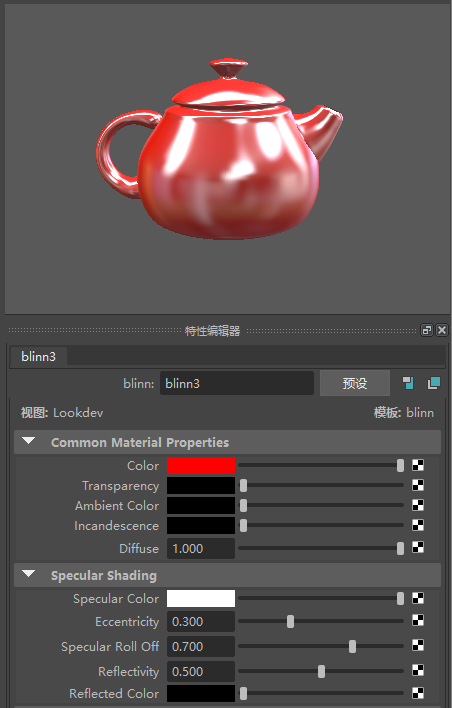 特性编辑器
blinn3
blinn: blinn3 预设
视图: Lookdev 模板: blinn
Common Material Properties
Color
Transparency
Ambient Color
Incandescence
Diffuse 1.000
Specular Shading
Specular Color
Eccentricity 0.300
Specular Roll Off 0.700
Reflectivity 0.500
Reflected Color